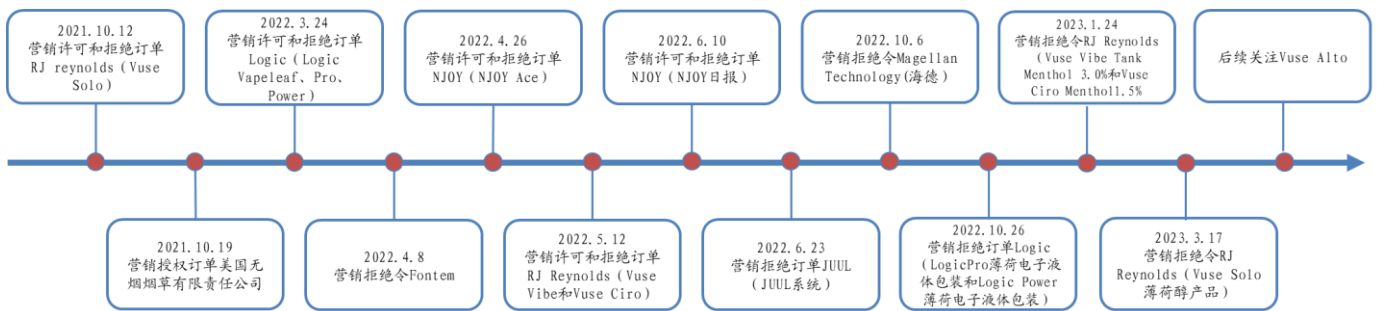 2021.10.12
营销许可和拒绝订单
RJ reynolds（Vuse
Solo）
2021.10.19
营销授权订单美国无
烟烟草有限责任公司
2022.3.24
营销许可和拒绝订单
Logic（Logic
Vapeleaf、Pro、
Power）
2022.4.8
营销拒绝令Fontem
2022.4.26
营销许可和拒绝订单
NJOY（NJOY Ace）
2022.5.12
营销许可和拒绝订单
RJ Reynolds（Vuse
Vibe和Vuse Ciro）
2022.6.10
营销许可和拒绝订单
NJOY（NJOY日报）
2022.6.23
营销拒绝订单JUUL
（JUUL系统）
2022.10.6
营销拒绝令Magellan
Technology(海德）
2022.10.26
营销拒绝订单Logic
（LogicPro薄荷电子液
体包装和Logic Power
薄荷电子液体包装）
2023.1.24
营销拒绝令RJ Reynolds
（Vuse Vibe Tank
Menthol 3.0%和Vuse
Ciro Menthol1.5%
2023.3.17
营销拒绝令RJ
Reynolds（Vuse Solo
薄荷醇产品）
后续关注Vuse Alto